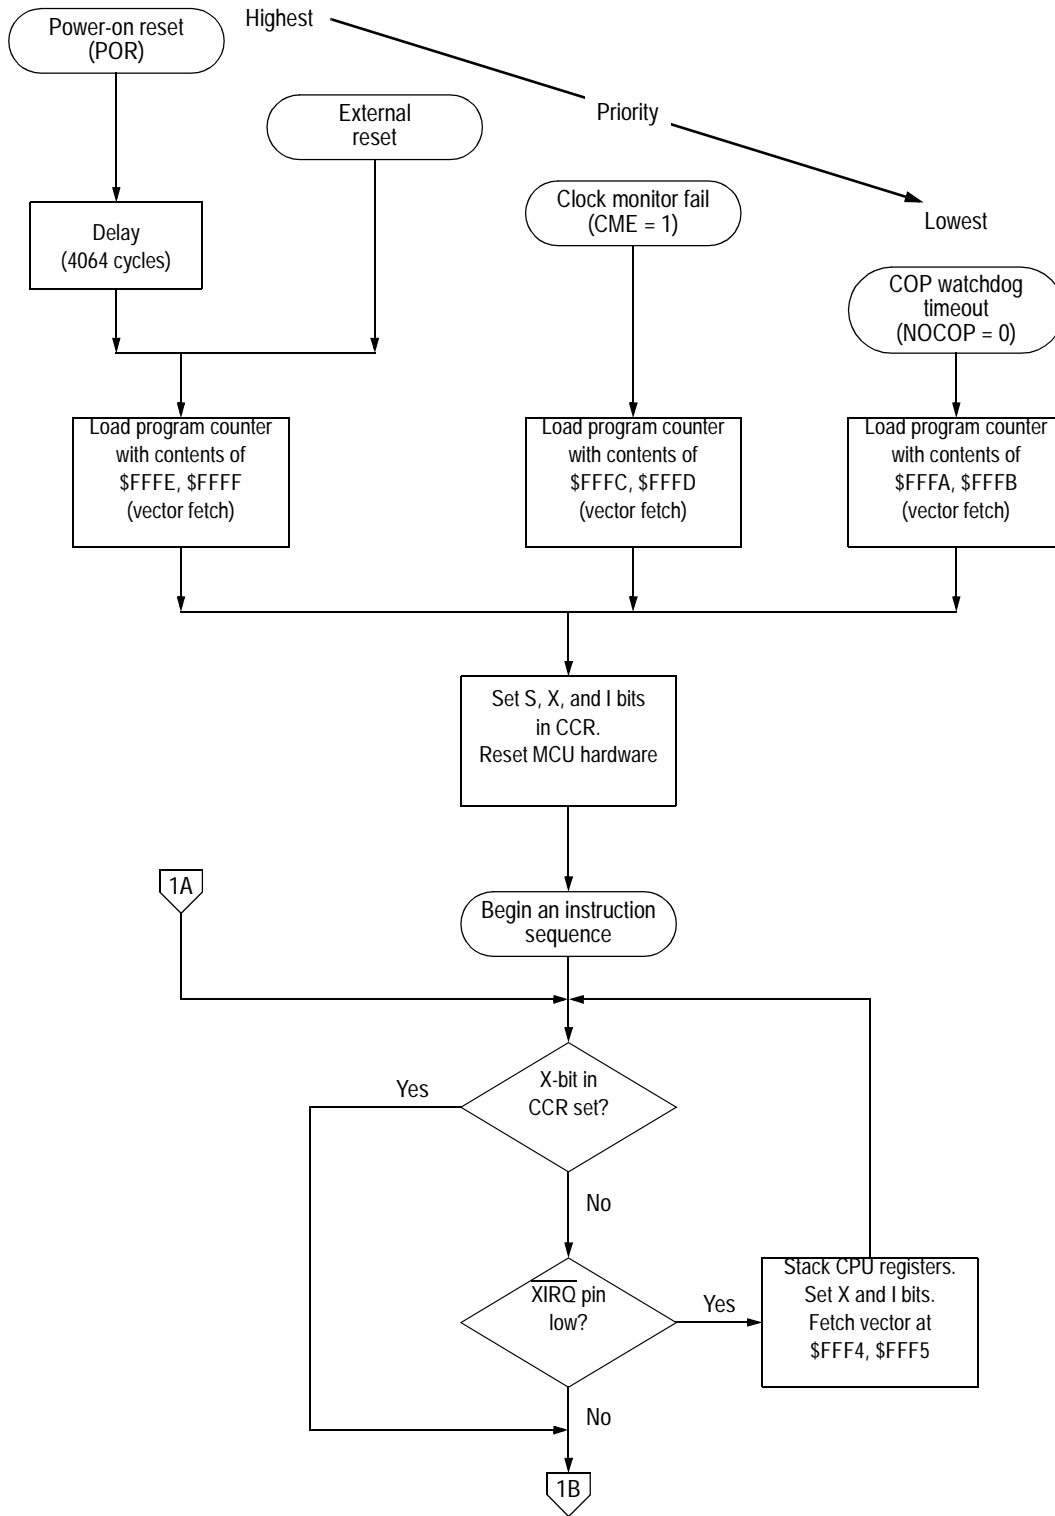 Power-on reset
(POR)
Highest
External
reset
Priority
Clock monitor fail
(CME = 1)
Lowest
Delay
(4064 cycles)
COP watchdog
timeout
(NOCOP = 0)
Load program counter
with contents of
$FFFE, $FFFF
(vector fetch)
Load program counter
with contents of
$FFFC, $FFFD
(vector fetch)
Load program counter
with contents of
$FFFA, $FFFB
(vector fetch)
Set S, X, and I bits
in CCR.
Reset MCU hardware
1A
Begin an instruction
sequence
Yes
X-bit in
CCR set?
No
XIRQ pin
low?
Yes
Stack CPU registers.
Set X and I bits.
Fetch vector at
$FFF4, $FFF5
No
1B